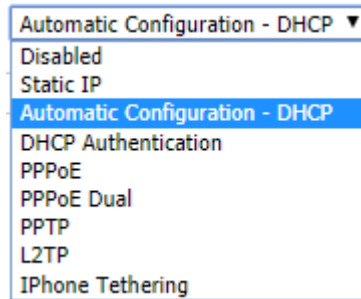 Automatic Configuration - DHCP
Disabled
Static IP
Automatic Configuration - DHCP
DHCP Authentication
PPPoE
PPPoE Dual
PPTP
L2TP
IPhone Tethering